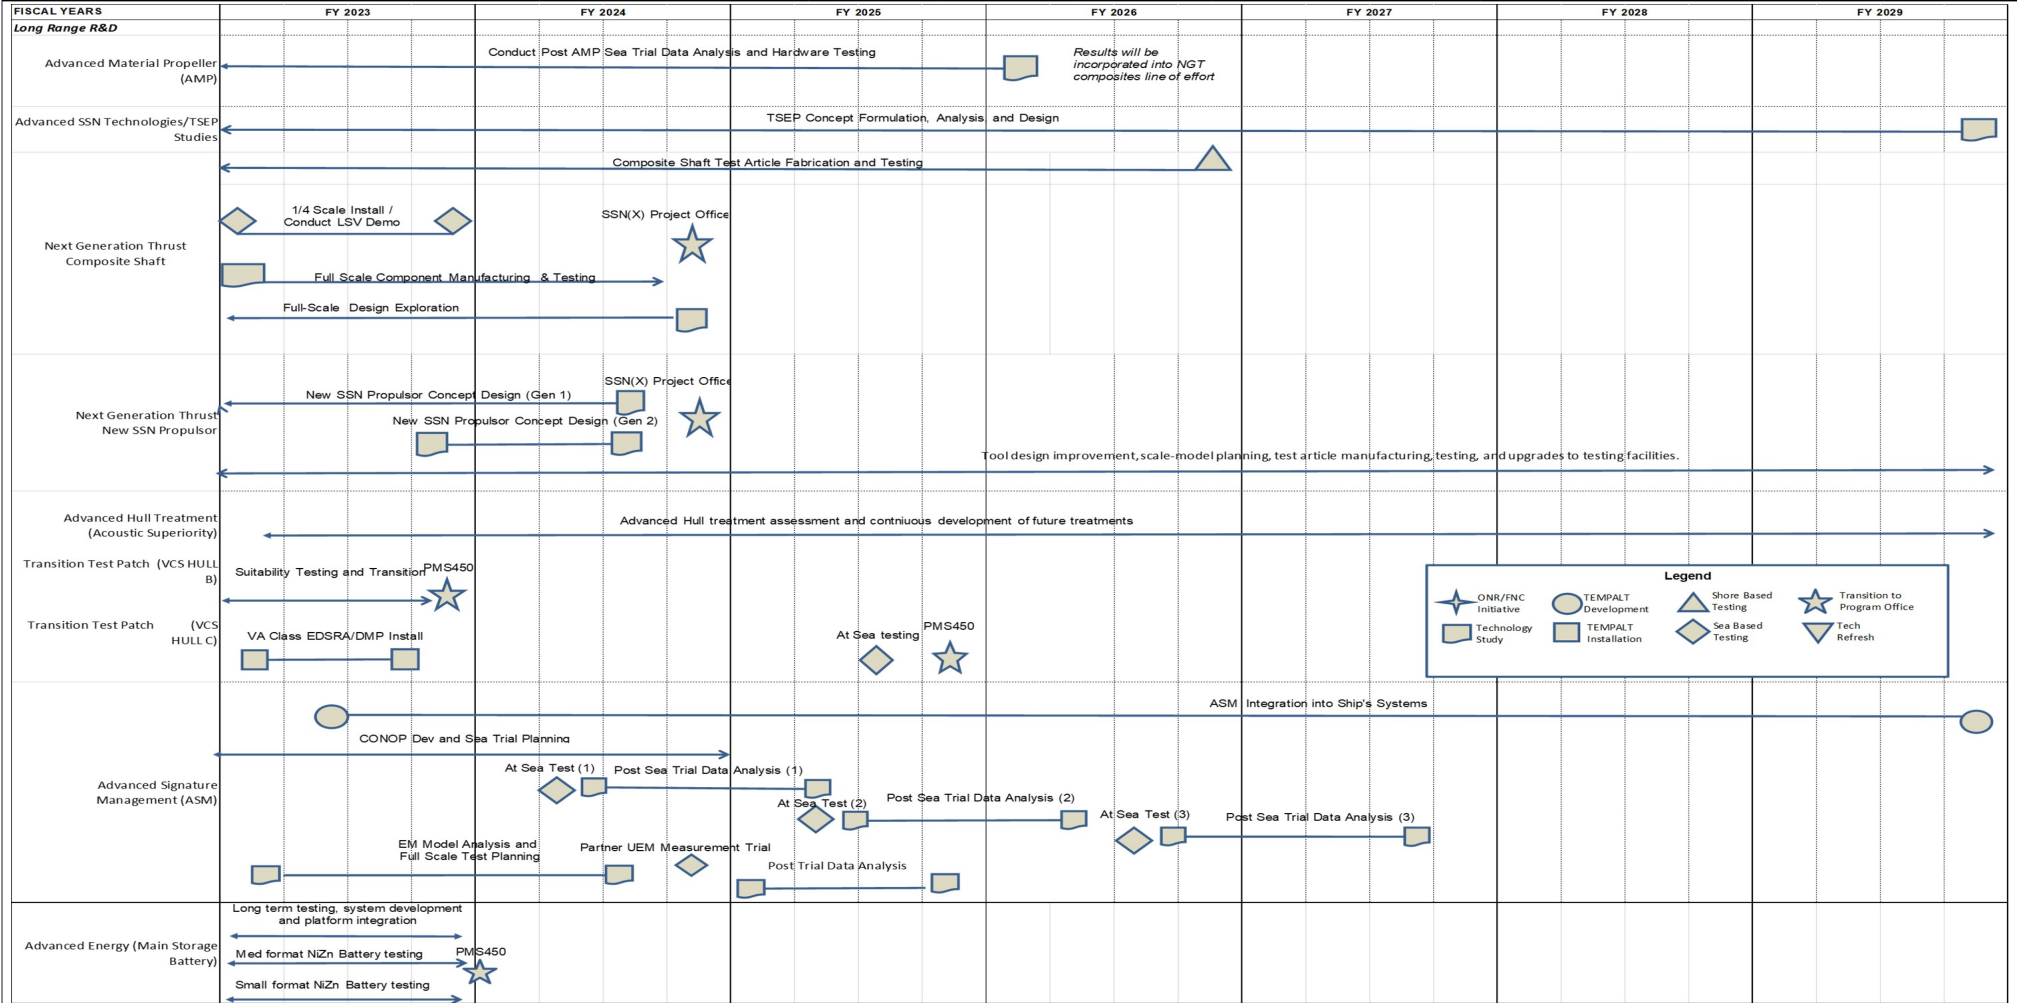 FISCAL YEARS
FY 2023
FY 2024
FY 2025
FY 2026
FY 2027
FY 2028
FY 2029
Long Range R&D
Advanced Material Propeller
(AMP)
Conduct Post AMP Sea Trial Data Analysis and Hardware Testing
Results will be
incorporated into NGT
composites line of effort
Advanced SSN Technologies/TSEP
Studies
TSEP Concept Formulation, Analysis and Design
Composite Shaft Test Article Fabrication and Testing
Next Generation Thrust
Composite Shaft
1/4 Scale Install /
Conduct LSV Demo
SSN(X) Project Office
Full Scale Component Manufacturing & Testing
Full-Scale Design Exploration
Next Generation Thrust
New SSN Propulsor
New SSN Propulsor Concept Design (Gen 1)
SSN(X) Project Office
New SSN Propulsor Concept Design (Gen 2)
Tool design improvement, scale-model planning, test article manufacturing, testing, and upgrades to testing facilities.
Advanced Hull Treatment
(Acoustic Superiority)
Advanced Hull treatment assessment and contniuous development of future treatments
Transition Test Patch (VCS HULL
B)
Suitability Testing and Transition
PMS450
Transition Test Patch (VCS
HULL C)
VA Class EDSRA/DMP Install
At Sea testing
PMS450
Legend
ONR/FNC
Initiative
TEMPALT
Development
Shore Based
Testing
Transition to
Program Office
Technology
Study
TEMPALT
Installation
Sea Based
Testing
Tech
Refresh
Advanced Signature
Management (ASM)
ASM Integration into Ship's Systems
CONOP Dev and Sea Trial Planning
At Sea Test (1)
Post Sea Trial Data Analysis (1)
At Sea Test (2)
Post Sea Trial Data Analysis (2)
At Sea Test (3)
Post Sea Trial Data Analysis (3)
EM Model Analysis and
Full Scale Test Planning
Partner UEM Measurement Trial
Post Trial Data Analysis
Advanced Energy (Main Storage
Battery)
Long term testing, system development
and platform integration
Med format NiZn Battery testing
PMS450
Small format NiZn Battery testing